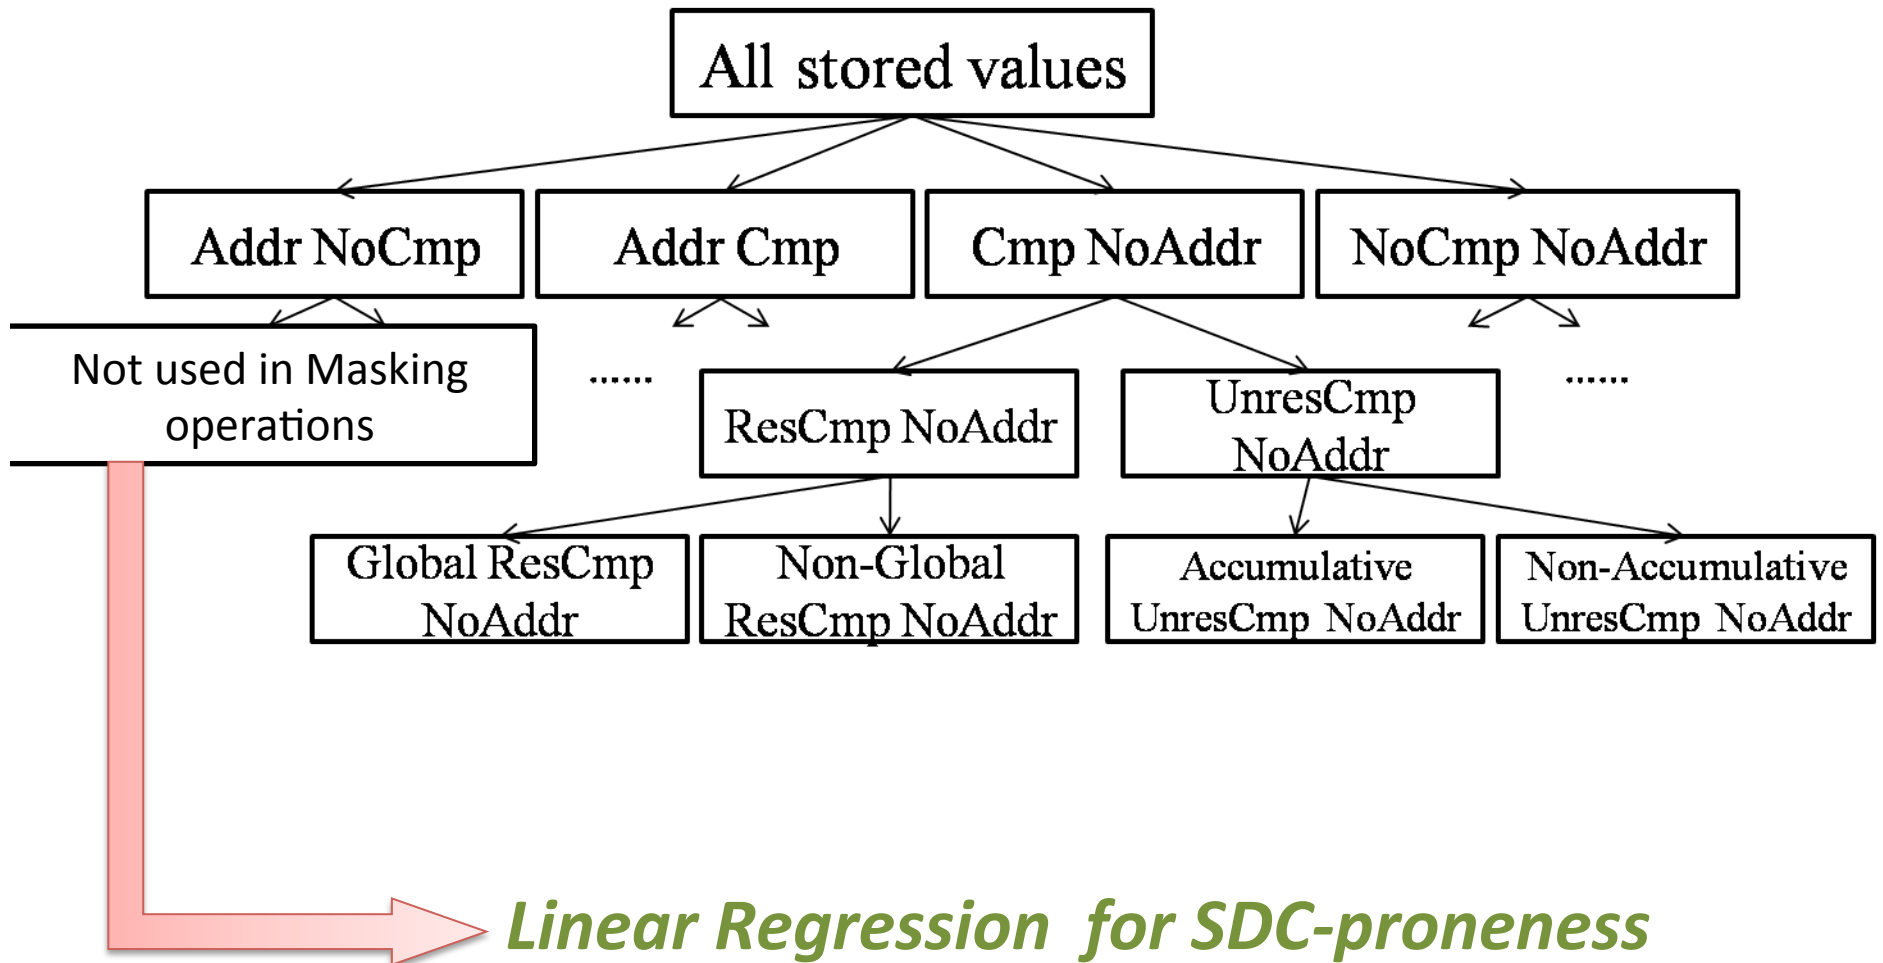 All stored values
Addr NoCmp
Addr Cmp
Cmp NoAddr
NoCmp NoAddr
Not used in Masking
operations
......
ResCmp NoAddr
UnresCmp
NoAddr
......
Global ResCmp
NoAddr
Non-Global
ResCmp NoAddr
Accumulative
UnresCmp NoAddr
Non-Accumulative
UnresCmp NoAddr
Linear Regression for SDC-proneness